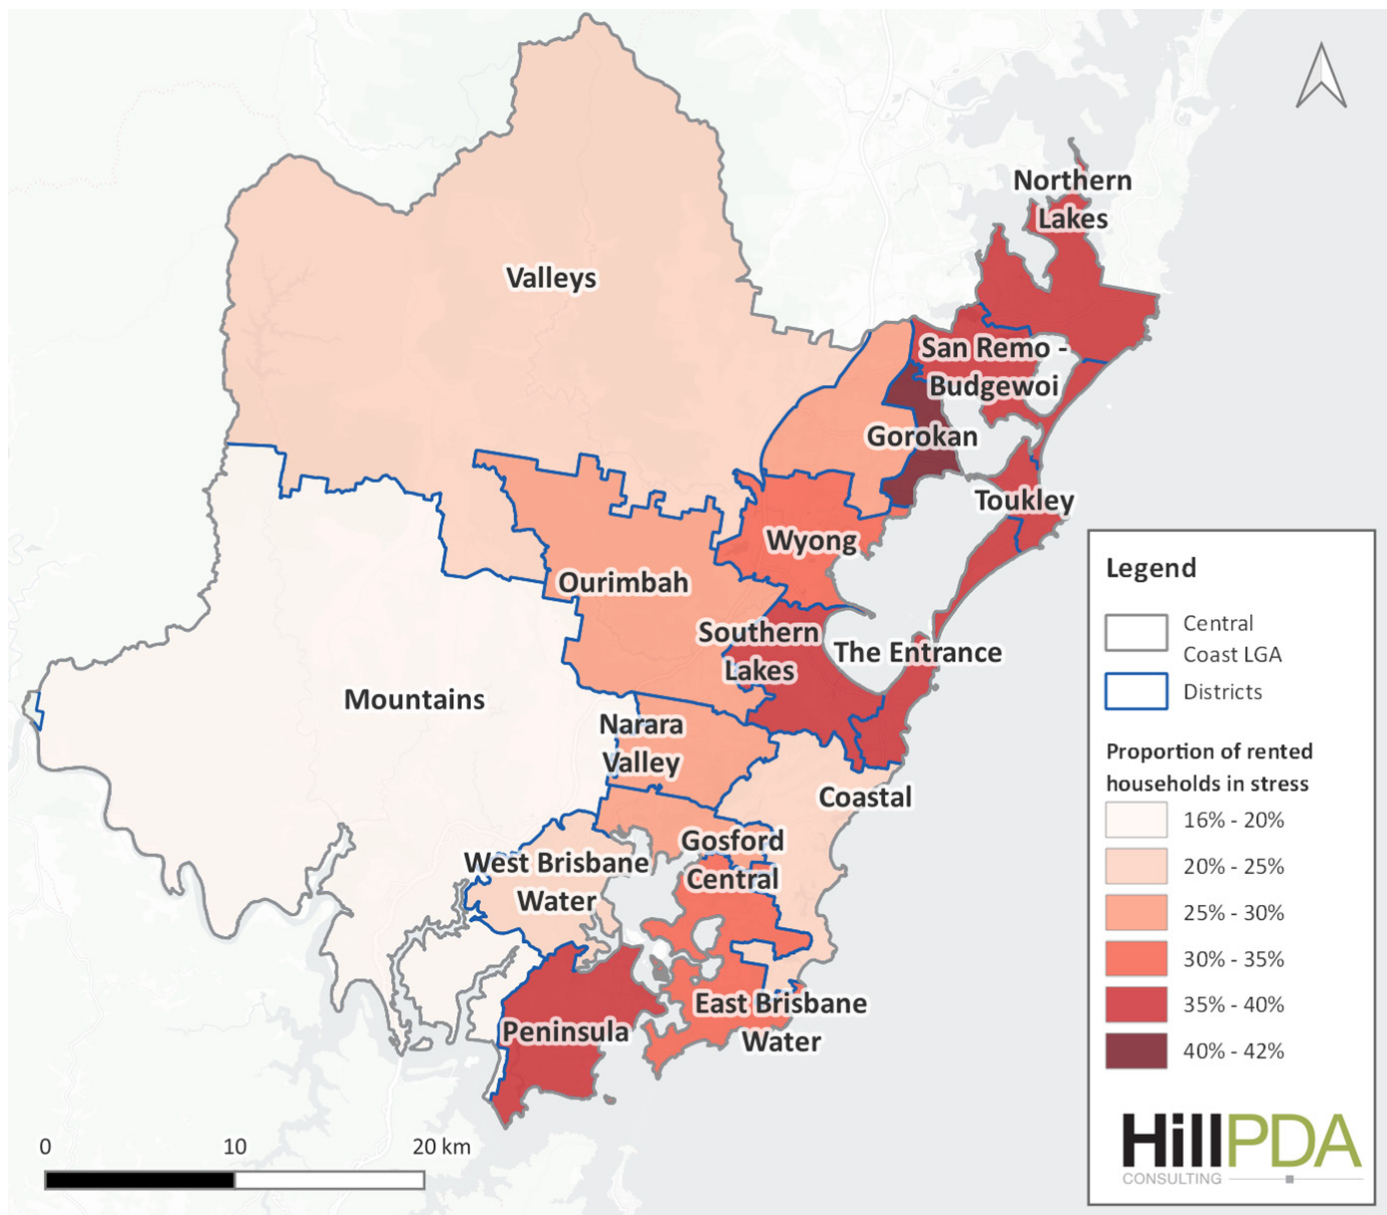 Northern
Lakes
Valleys
San Remo -
Budgewoi
Gorokan
Toukley
Wyong
Ourimbah
Southern
Lakes
The Entrance
Mountains
Narara
Valley
Coastal
Gosford
Central
West Brisbane
Water
East Brisbane
Water
Peninsula
0 10 20 km
Legend
Central
Coast LGA
Districts
Proportion of rented
households in stress
16% - 20%
20% - 25%
25% - 30%
30% - 35%
35% - 40%
40% - 42%
HillPDA
CONSULTING